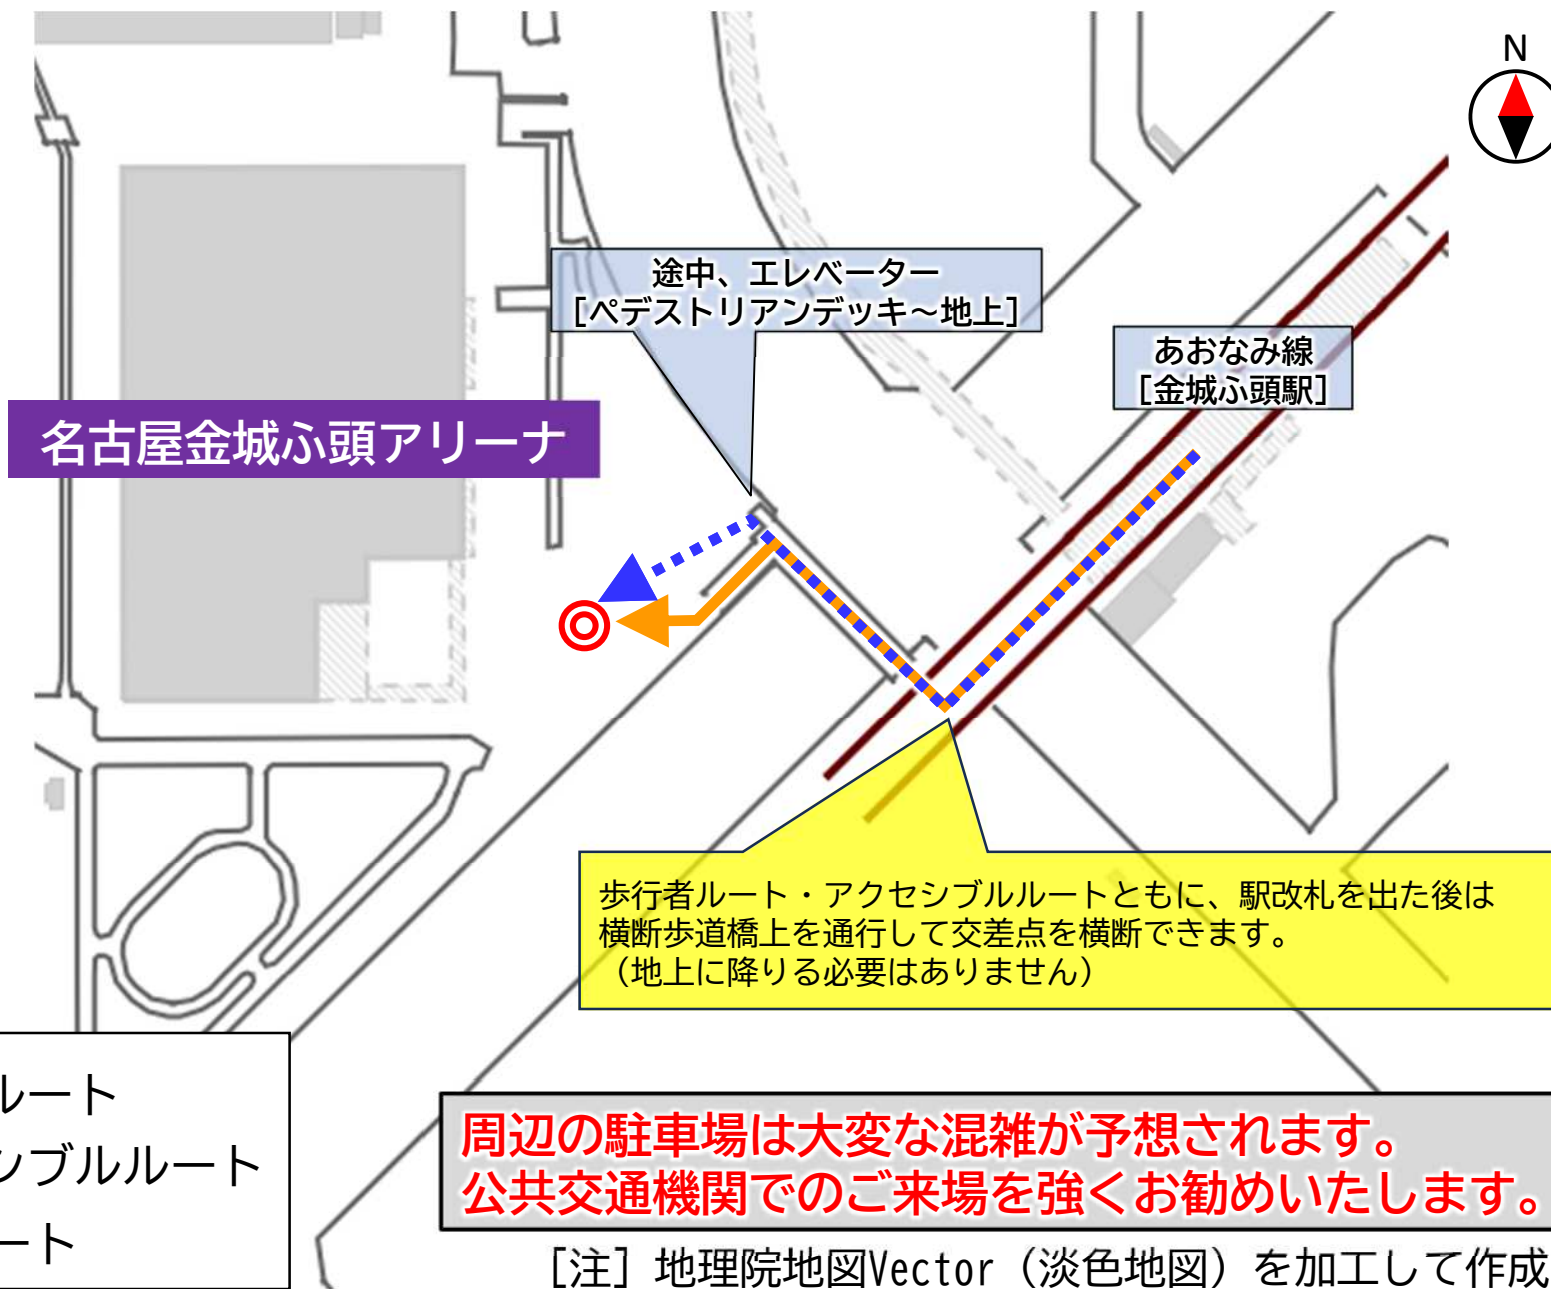 N
途中、エレベーター
［ペデストリアンデッキ～地上］
あおなみ線
［金城ふ頭駅］
名古屋金城ふ頭アリーナ
歩行者ルート・アクセシブルルートともに、駅改札を出た後は
横断歩道橋上を通行して交差点を横断できます。
（地上に降りる必要はありません）
ルート
シブルルート
ート
周辺の駐車場は大変な混雑が予想されます。
公共交通機関でのご来場を強くお勧めいたします。
［注］地理院地図Vector（淡色地図）を加工して作成